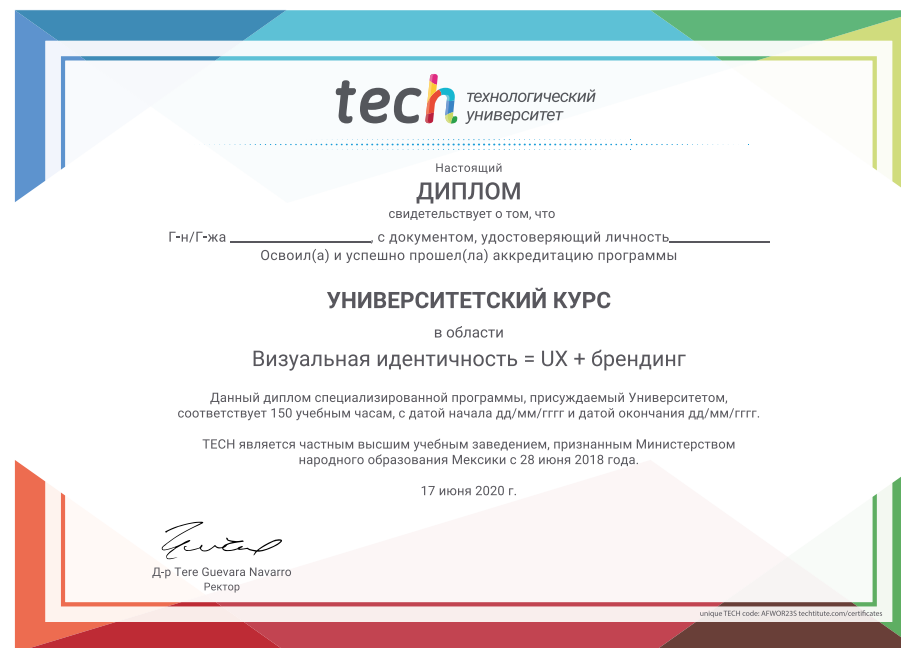 tech технологический
университет
Настоящий
ДИПЛОМ
свидетельствует о том, что
Г-н/Г-жа ____________, с документом, удостоверяющий личность____________
Освоил(а) и успешно прошел(ла) аккредитацию программы
УНИВЕРСИТЕТСКИЙ КУРС
в области
Визуальная идентичность = UX + брендинг
Данный диплом специализированной программы, присуждаемый Университетом,
соответствует 150 учебным часам, с датой начала дд/мм/гггг и датой окончания дд/мм/гггг.
TECH является частным высшим учебным заведением, признанным Министерством
народного образования Мексики с 28 июня 2018 года.
17 июня 2020 г.
Д-р Tere Guevara Navarro
Ректор
unique TECH code: AFWOR23S techtitute.com/certificates